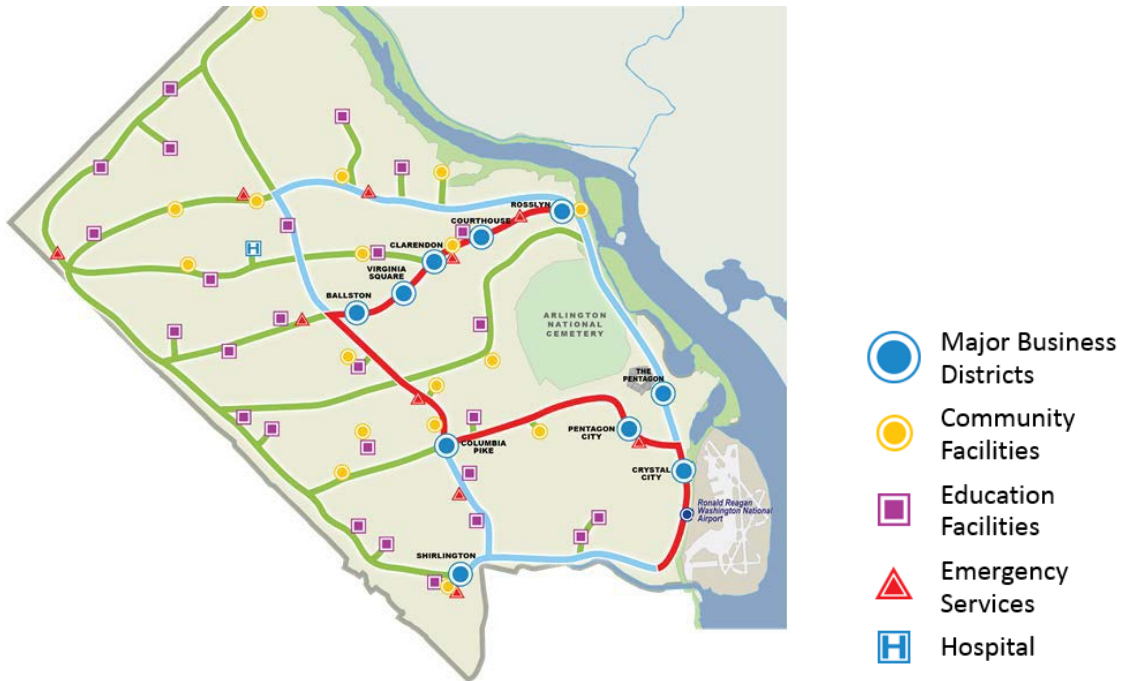 ROSSLYN
COURTHOUSE
CLARENDON
VIRGINIA
SQUARE
BALLSTON
ARLINGTON
NATIONAL
CEMETERY
THE
PENTAGON
PENTAGON
CITY
COLUMBIA
PIKE
CRYSTAL
CITY
Ronald Reagan
Washington National
Airport
SHIRLINGTON
H
Major Business
Districts
Community
Facilities
Education
Facilities
Emergency
Services
H
Hospital